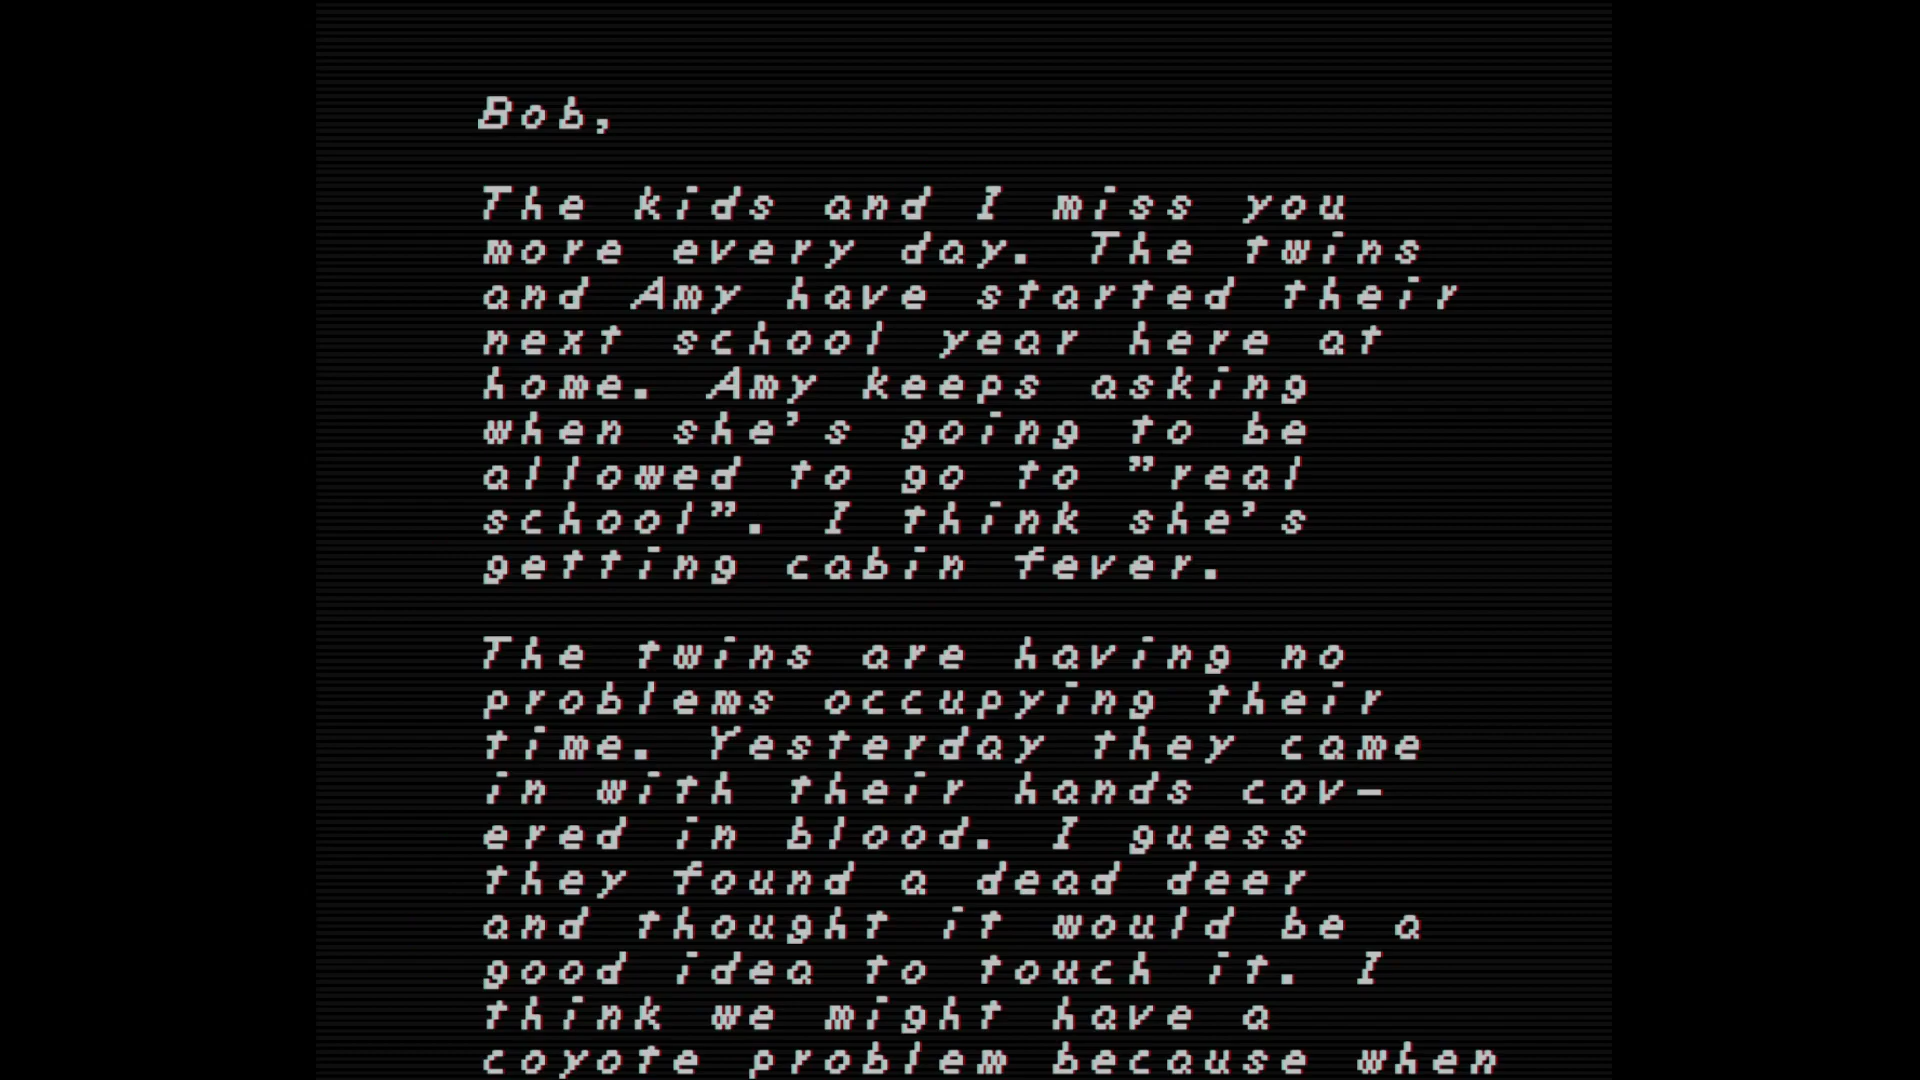 Bob,
The kids and I miss you
more every day. The twins
and Amy have started their
next school year here at
home. Amy keeps asking
when she's going to be
allowed to go to "real
school". I think she's
getting cabin fever.
The twins are having no
problems occupying their
time. Yesterday they came
in with their hands cov-
ered in blood. I guess
they found a dead deer
and thought it would be a
good idea to touch it. I
think we might have a
coyote problem because when